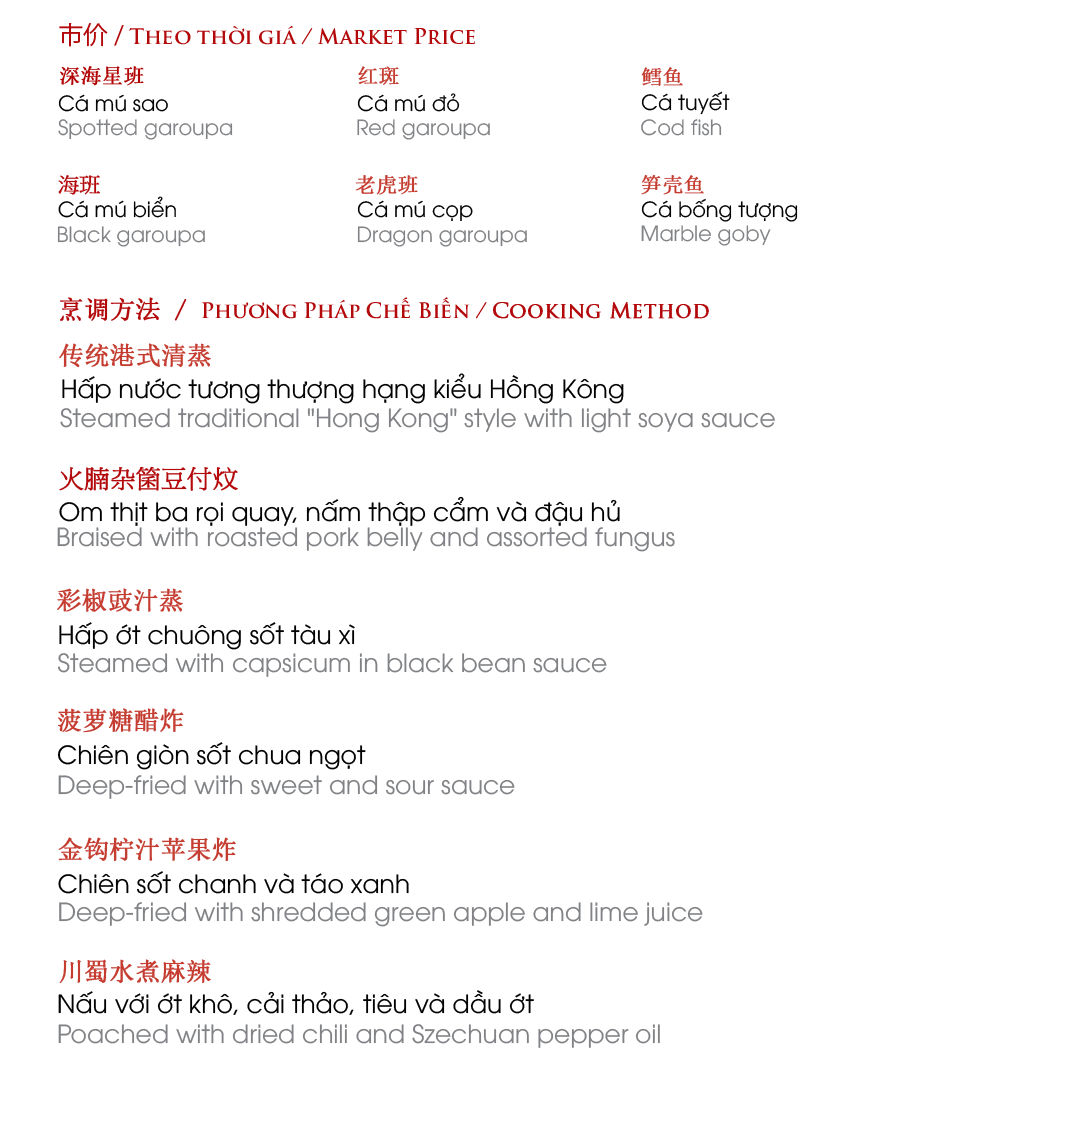 市价 / Theo thời giá / Market Price
深海星班 红斑 鳕鱼
Cá mú sao Cá mú đỏ Cá tuyết
Spotted garoupa Red garoupa Cod fish
海班 老虎班 笋壳鱼
Cá mú biển Cá mú cọp Cá bống tượng
Black garoupa Dragon garoupa Marble goby
烹调方法 / Phương Pháp Chế Biến / Cooking Method
传统港式清蒸
Hấp nước tương thượng hạng kiểu Hồng Kông
Steamed traditional "Hong Kong" style with light soya sauce
火腩杂菌豆付炆
Om thịt ba rọi quay, nấm thập cẩm và đậu hủ
Braised with roasted pork belly and assorted fungus
彩椒豉汁蒸
Hấp ớt chuông sốt tàu xì
Steamed with capsicum in black bean sauce
菠萝糖醋炸
Chiên giòn sốt chua ngọt
Deep-fried with sweet and sour sauce
金钩柠汁苹果炸
Chiên sốt chanh và táo xanh
Deep-fried with shredded green apple and lime juice
川蜀水煮麻辣
Nấu với ớt khô, cải thảo, tiêu và dầu ớt
Poached with dried chili and Szechuan pepper oil